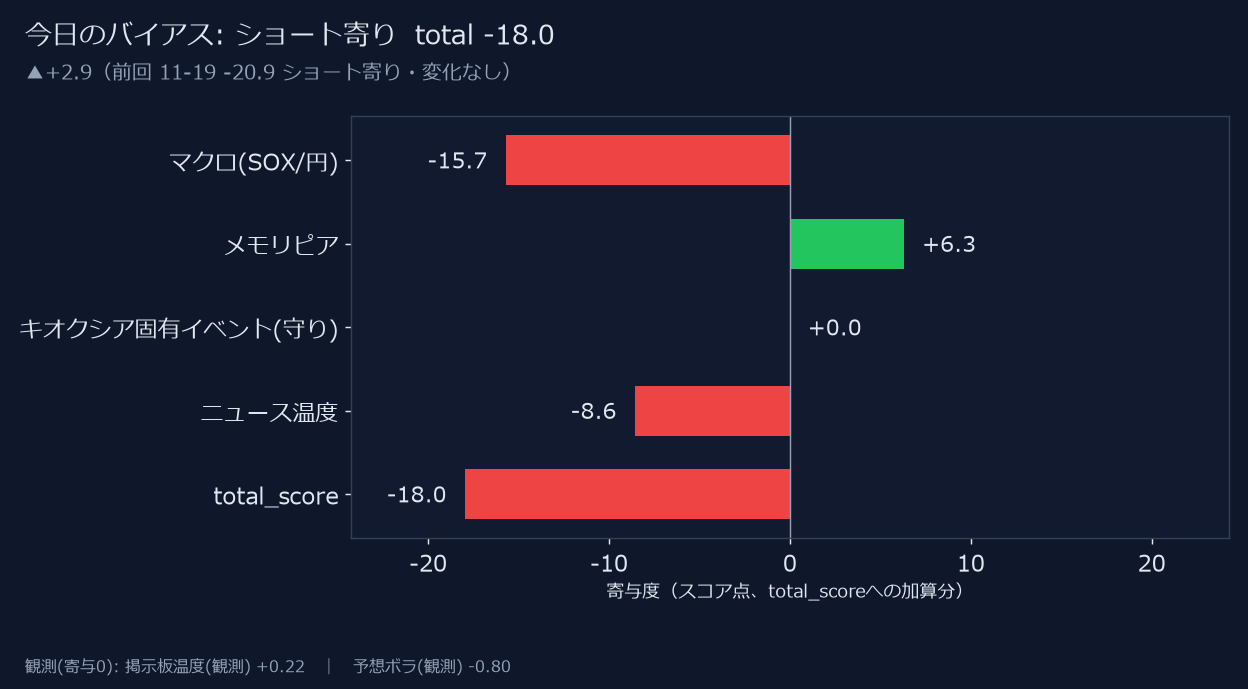 今日のバイアス: ショート寄り  total -18.0
▲+2.9（前回 11-19 -20.9 ショート寄り・変化なし）
マクロ(SOX/円)
-15.7
メモリピア
+6.3
キオクシア固有イベント(守り)
+0.0
ニュース温度
-8.6
total_score
-18.0
-20 -10 0 10 20
寄与度（スコア点、total_scoreへの加算分）
観測(寄与0): 掲示板温度(観測) +0.22 | 予想ボラ(観測) -0.80